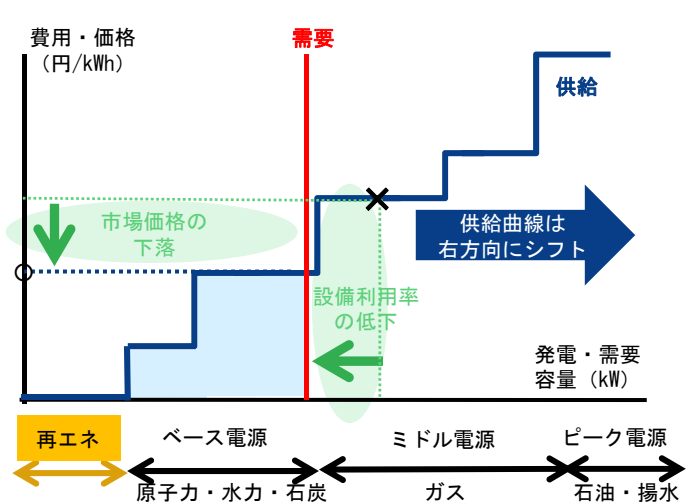 費用・価格
（円/kWh）
需要
供給
市場価格の
下落
供給曲線は
右方向にシフト
設備利用率
の低下
発電・需要
容量（kW）
再エネ
ベース電源
ミドル電源
ピーク電源
原子力・水力・石炭
ガス
石油・揚水